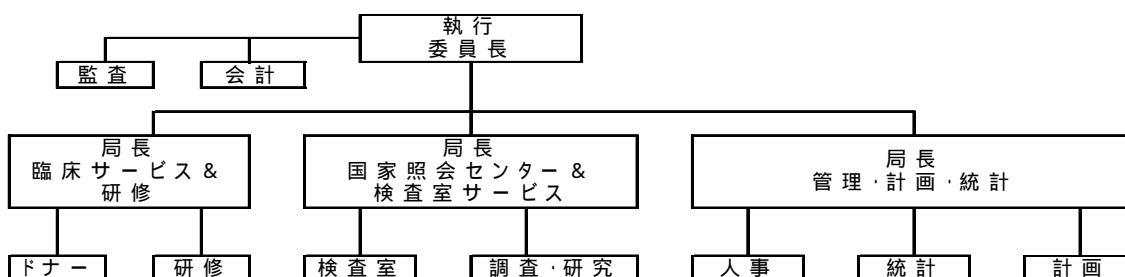 執行
委員長
監査
会計
局長
臨床サービス&
研修
局長
国家照会センター&
検査室サービス
局長
管理・計画・統計
ドナー
研修
検査室
調査・研究
人事
統計
計画